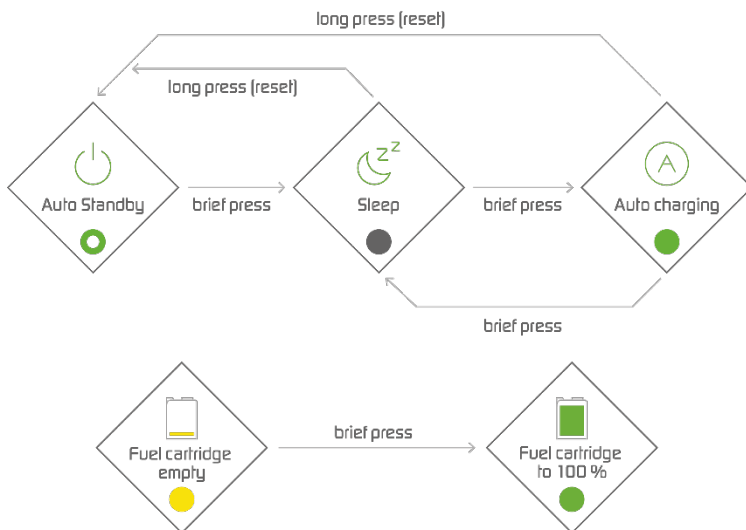 long press (reset)
long press (reset)
z z
A
Auto Standby
brief press
Sleep
brief press
Auto charging
brief press
brief press
Fuel cartridge
empty
Fuel cartridge
to 100 %